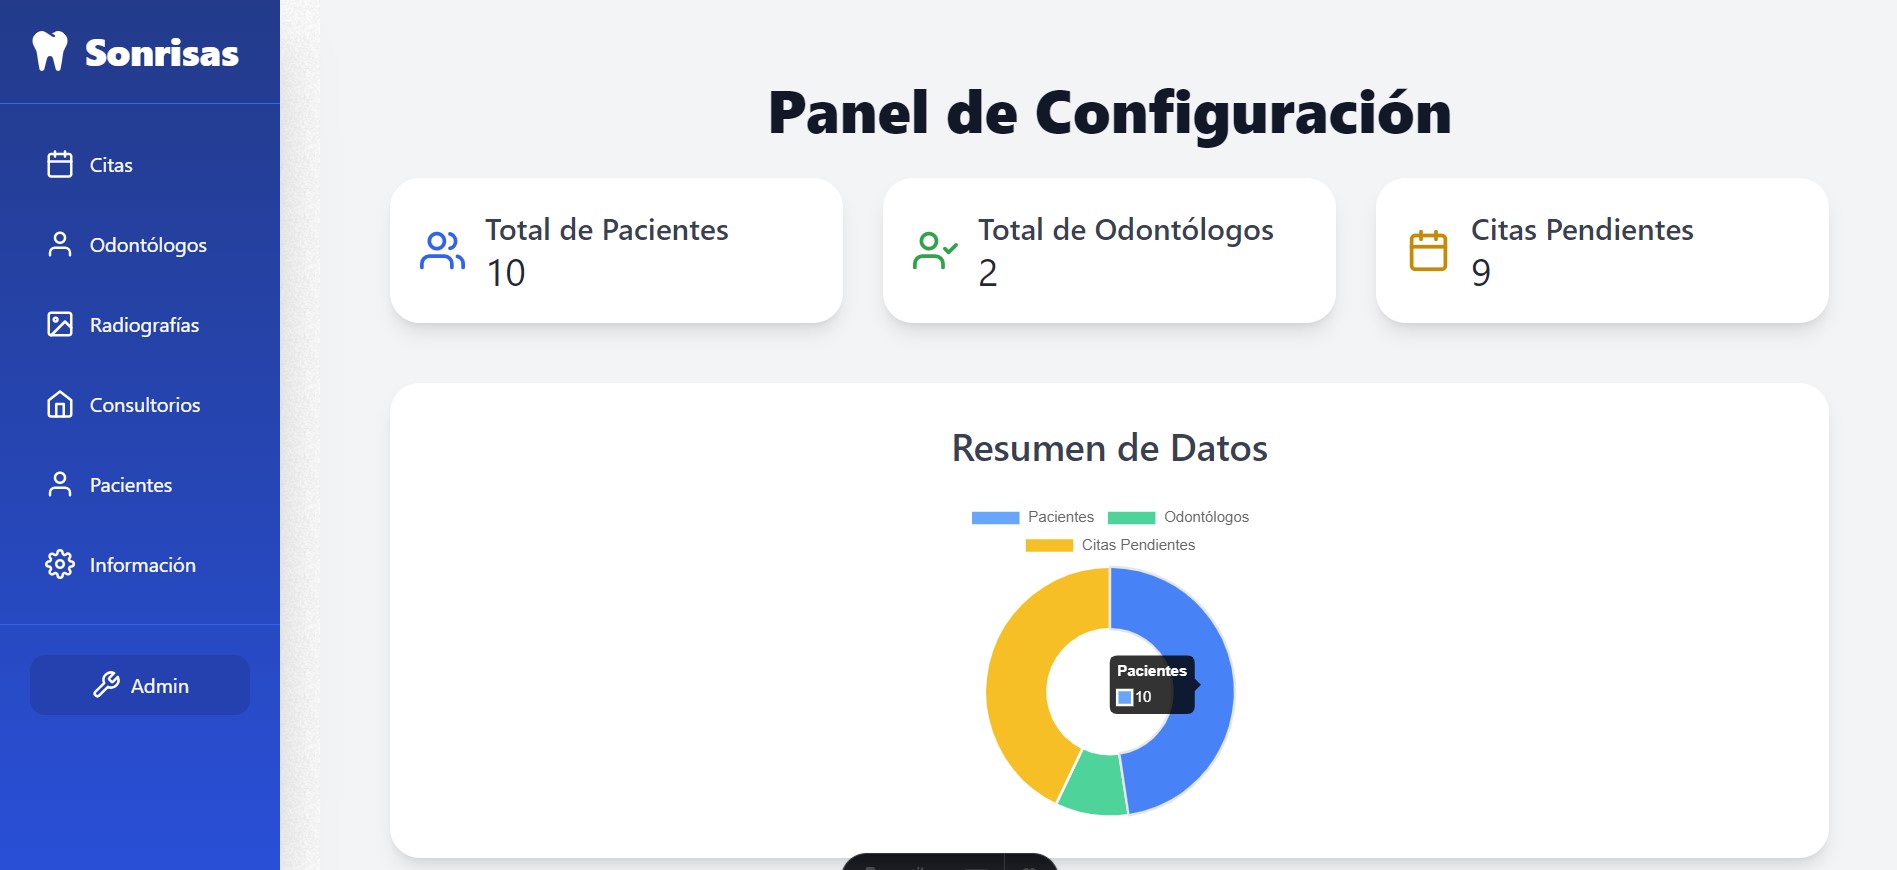 Sonrisas
Citas
Odontólogos
Radiografías
Consultorios
Pacientes
Información
Admin
Panel de Configuración
Total de Pacientes
10
Total de Odontólogos
2
Citas Pendientes
9
Resumen de Datos
Pacientes Odontólogos
Citas Pendientes
Pacientes
10